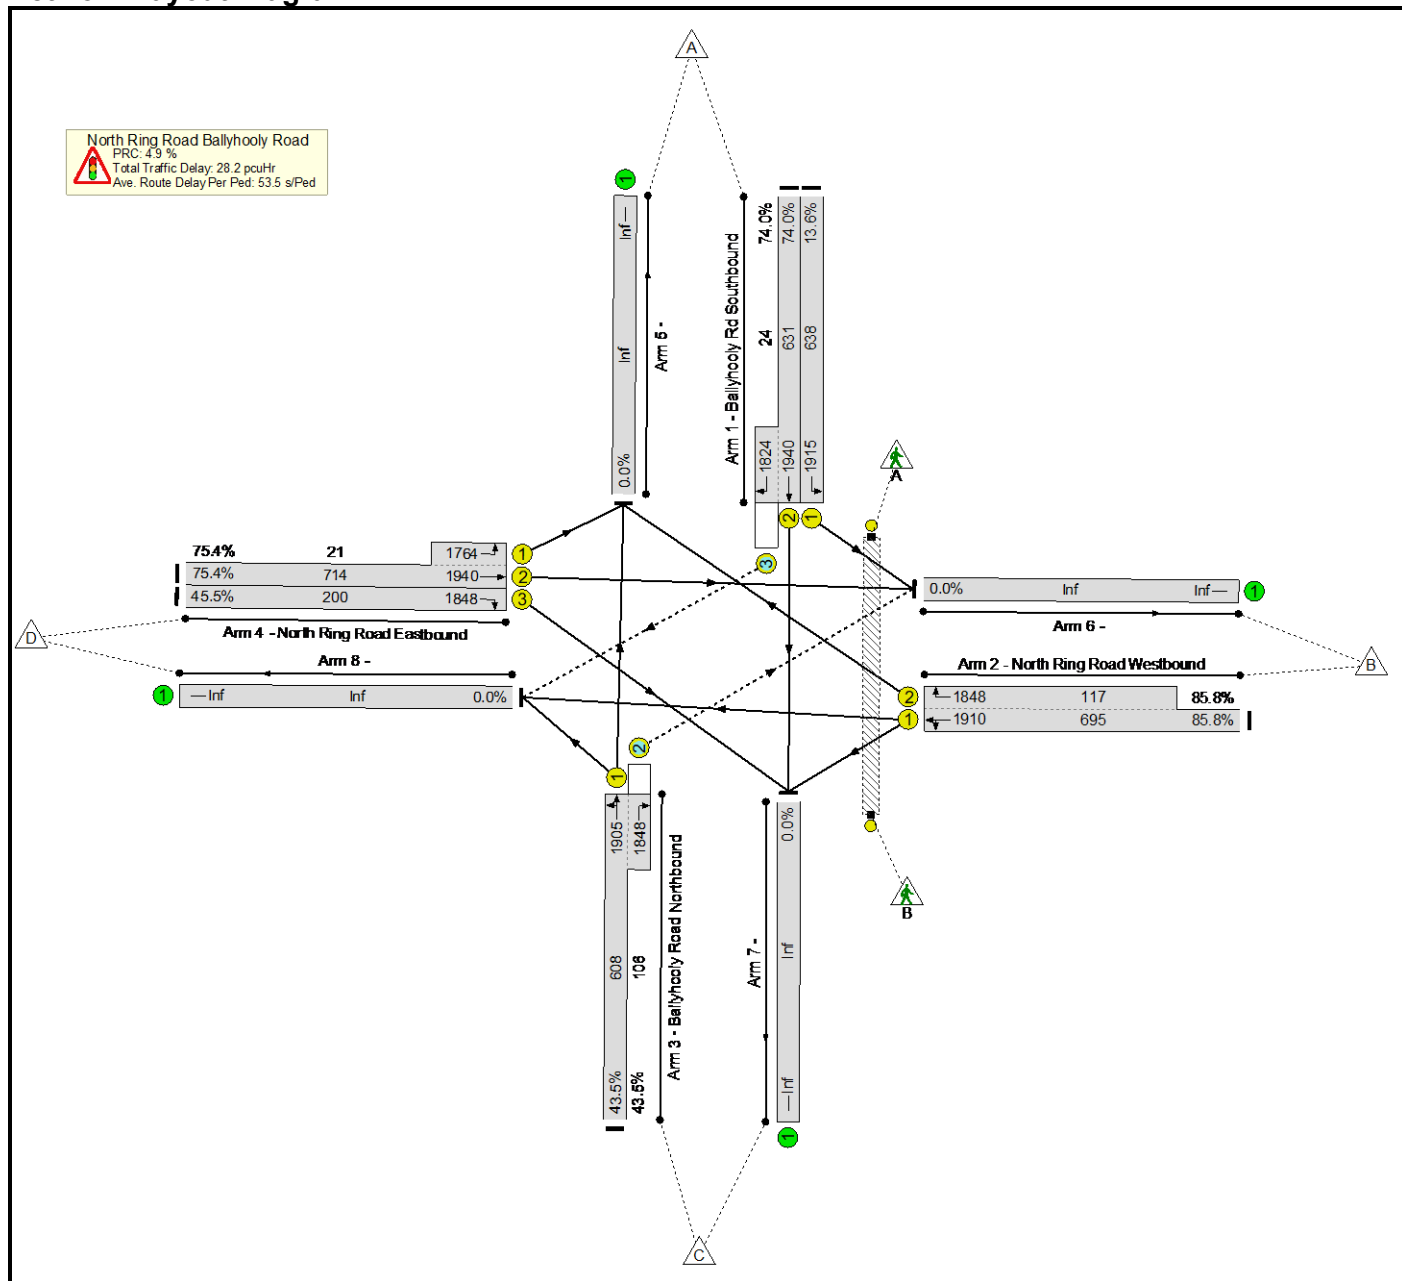 A
North Ring Road Ballyhooly Road
PRC: 4.9 %
Total Traffic Delay: 28.2 pcuHr
Ave. Route Delay Per Ped: 53.5 s/Ped
1
Inf
Inf
0.0%
Arm 5 -
Arm 1 - Ballyhooly Rd Southbound
74.0%
24
1824
74.0%
631
1940
13.6%
638
1915
3
2
1
A
75.4%
21
1764
1
75.4%
714
1940
2
45.5%
200
1848
3
Arm 4 - North Ring Road Eastbound
D
Arm 8 -
1
Inf
Inf
0.0%
0.0%
Inf
Inf
1
Arm 6 -
B
Arm 2 - North Ring Road Westbound
2
1848
117
85.8%
1
1910
695
85.8%
1
2
1905
608
43.5%
1848
106
43.5%
Arm 3 - Ballyhooly Road Northbound
Arm 7 -
0.0%
Inf
Inf
1
B
C